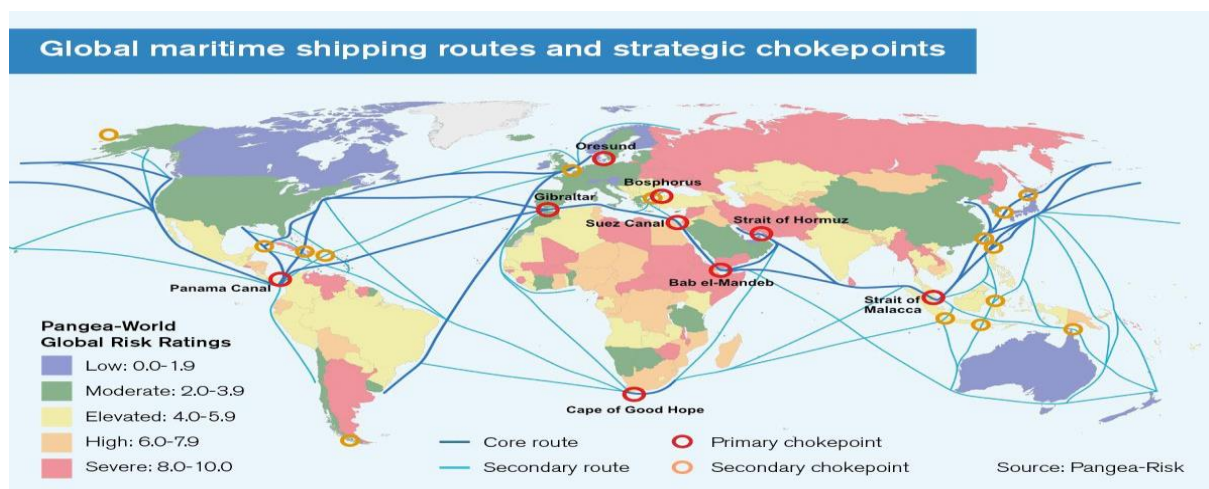 Global maritime shipping routes and strategic chokepoints
Oresund
Bosphorus
Gibraltar
Suez Canal
Strait of Hormuz
Panama Canal
Bab el-Mandeb
Strait of
Malacca
Cape of Good Hope
Pangea-World
Global Risk Ratings
Low: 0.0-1.9
Moderate: 2.0-3.9
Elevated: 4.0-5.9
High: 6.0-7.9
Severe: 8.0-10.0
Core route
Primary chokepoint
Secondary route
Secondary chokepoint
Source: Pangea-Risk